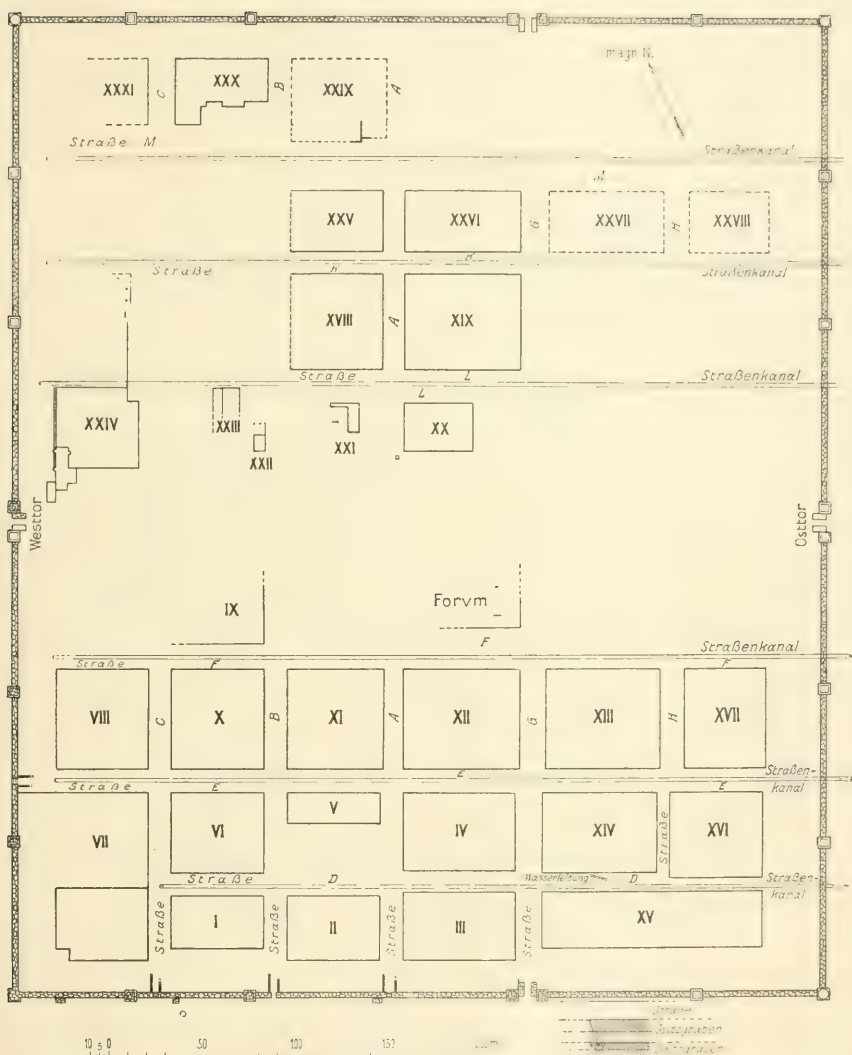 magn N.
XXXI C XXX B XXIX A
Straße M Straßenkanal
M
XXV XXVI G XXVII H XXVIII
K
Straße K Straßenkanal
XVIII A XIX
Straße L Straßenkanal
L
XXIV XXIII XXI XX
XXII
Westtor Osttor
IX Forvm
F
Straßenkanal
Straße F F
VIII C X B XI A XII G XIII H XVII
E Straßen-
Straße E E kanal
VII VI V IV XIV Straße XVI
Straße D Wasserleitung D Straßen-
kanal
Straße I Straße II Straße III Straße XV
10 5 0 50 100